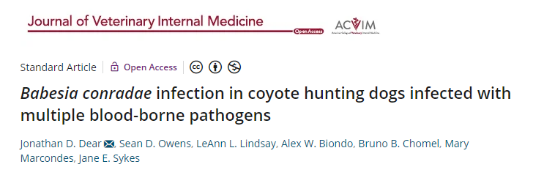 Journal of Veterinary Internal Medicine
Open Access
ACVIM
Standard Article Open Access
Babesia conradae infection in coyote hunting dogs infected with
multiple blood-borne pathogens
Jonathan D. Dear, Sean D. Owens, LeAnn L. Lindsay, Alex W. Biondo, Bruno B. Chomel, Mary
Marcondes, Jane E. Sykes